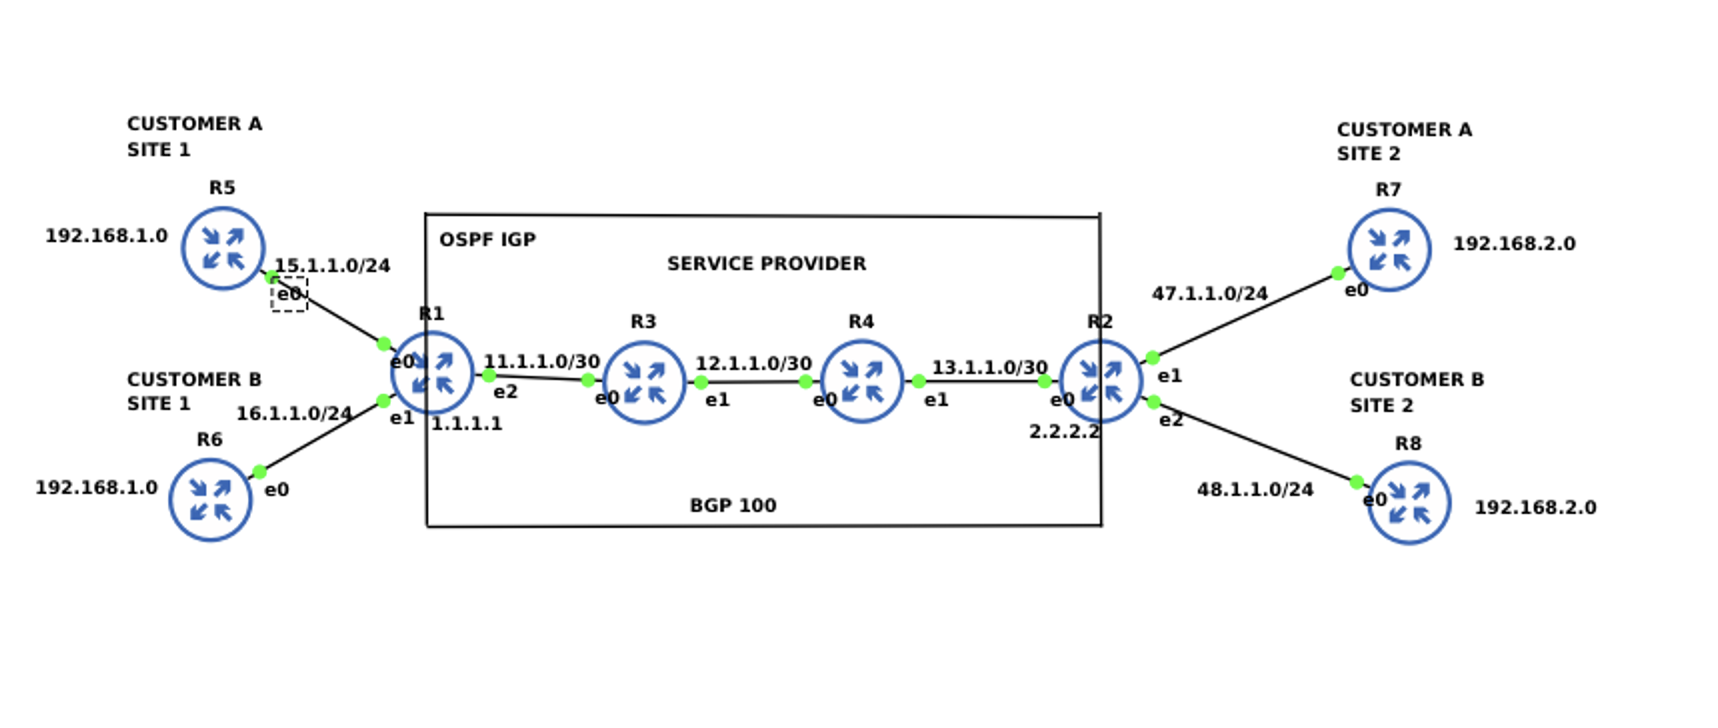 CUSTOMER A
SITE 1
R5
192.168.1.0
15.1.1.0/24
e0
CUSTOMER B
SITE 1
16.1.1.0/24
R6
192.168.1.0
e0
OSPF IGP
SERVICE PROVIDER
R1
e0
e1
1.1.1.1
11.1.1.0/30
e2
R3
e0
12.1.1.0/30
e1
R4
e0
13.1.1.0/30
e1
R2
e0
2.2.2.2
e1
e2
BGP 100
CUSTOMER A
SITE 2
R7
192.168.2.0
47.1.1.0/24
e0
CUSTOMER B
SITE 2
R8
48.1.1.0/24
e0
192.168.2.0